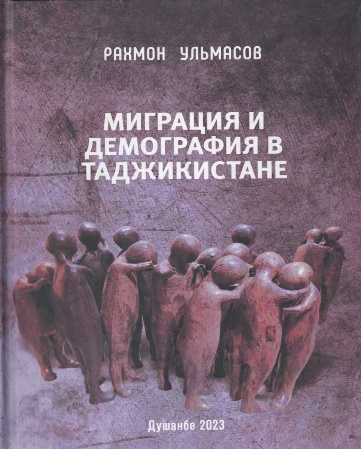 РАХМОН УЛЬМАСОВ
МИГРАЦИЯ И
ДЕМОГРАФИЯ В
ТАДЖИКИСТАНЕ
Душанбе 2023